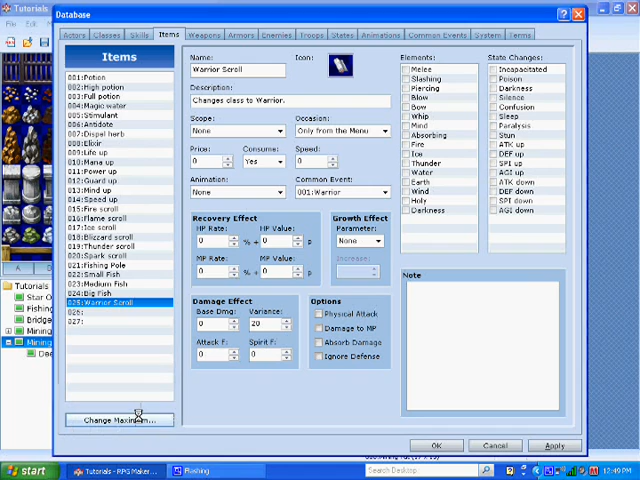 Tutorials
File
Database
Actors Classes Skills Items Weapons Armors Enemies Troops States Animations Common Events System Terms
Items
001:Potion
002:High potion
003:Full potion
004:Magic water
005:Stimulant
006:Antidote
007:Dispel herb
008:Elixir
009:Life up
010:Mana up
011:Power up
012:Guard up
013:Mind up
014:Speed up
015:Fire scroll
016:Flame scroll
017:Ice scroll
018:Blizzard scroll
019:Thunder scroll
020:Spark scroll
021:Fishing Pole
022:Small Fish
023:Medium Fish
024:Big Fish
025:Warrior Scroll
026:
027:
Change Maximum...
Name:
Warrior Scroll
Icon:
Description:
Changes class to Warrior.
Scope:
None
Occasion:
Only from the Menu
Price:
0
Consume:
Yes
Speed:
0
Animation:
None
Common Event:
001:Warrior
Recovery Effect
HP Rate:
0 % +
HP Value:
0 p
MP Rate:
0 % +
MP Value:
0 p
Growth Effect
Parameter:
None
Increase:
Damage Effect
Base Dmg:
0
Variance:
20
Attack F:
0
Spirit F:
0
Options
Physical Attack
Damage to MP
Absorb Damage
Ignore Defense
Elements:
Melee
Slashing
Piercing
Blow
Bow
Whip
Mind
Absorbing
Fire
Ice
Thunder
Water
Earth
Wind
Holy
Darkness
State Changes:
Incapacitated
Poison
Darkness
Silence
Confusion
Sleep
Paralysis
Stun
ATK up
DEF up
SPI up
AGI up
ATK down
DEF down
SPI down
AGI down
Note
OK Cancel Apply
A
Tutorials
Star O
Fishing
Bridge
Mining
Mining
Dee
start
Tutorials - RPG Maker...
Flashing
Search Desktop
12:49 PM